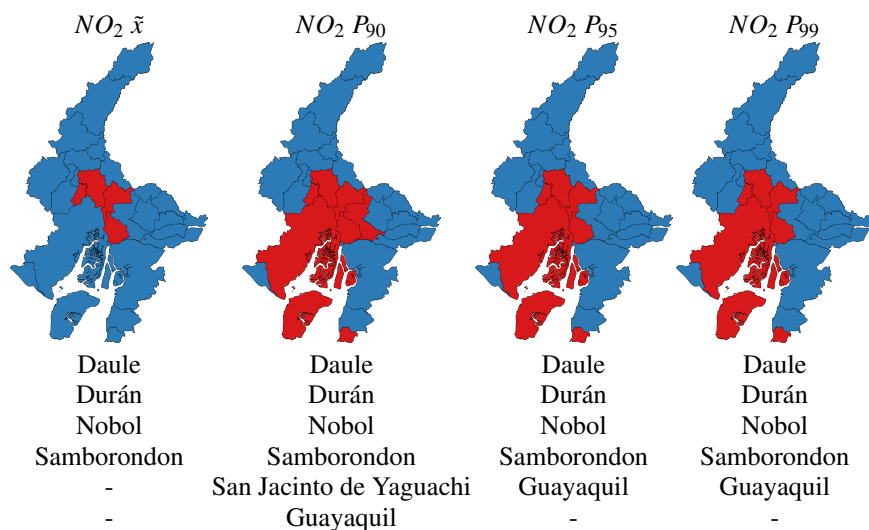 NO₂ x̃ NO₂ P₉₀ NO₂ P₉₅ NO₂ P₉₉
Daule Daule Daule Daule
Durán Durán Durán Durán
Nobol Nobol Nobol Nobol
Samborondon Samborondon Samborondon Samborondon
- San Jacinto de Yaguachi Guayaquil Guayaquil
- Guayaquil - -